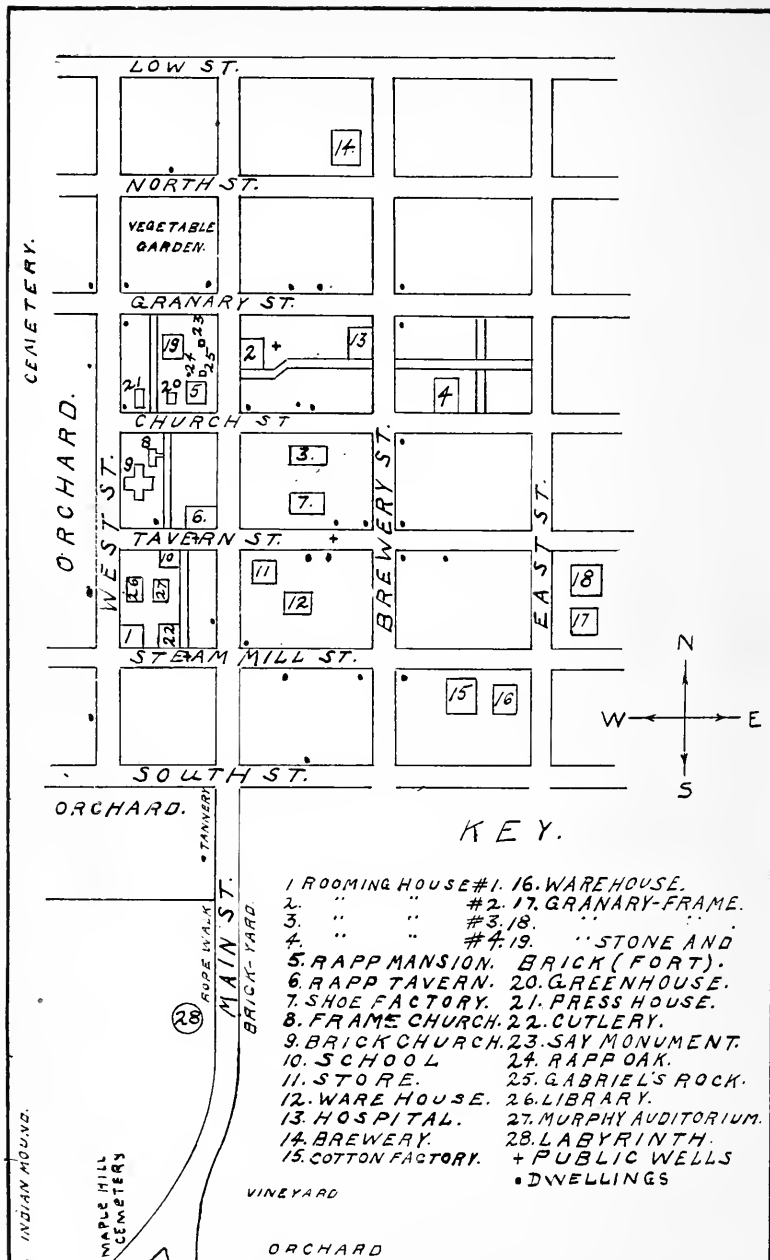 LOW ST.
14.
NORTH ST.
VEGETABLE
GARDEN.
CEMETERY.
GRANARY ST.
19
23
24
25
2
+
13
21
20
5
4
CHURCH ST
ORCHARD.
WEST ST.
8
9
3.
7.
6.
BREWERY ST.
EAST ST.
TAVERN ST.
+
10
26
27
1
22
11
12
18
17
STEAM MILL ST.
15
16
N
W
E
S
SOUTH ST.
ORCHARD.
TANNERY
ROPE WALK
MAIN ST.
BRICK-YARD.
28
INDIAN MOUND.
MAPLE HILL
CEMETERY
VINEYARD
ORCHARD
KEY.
1 ROOMING HOUSE #1.
2. " " #2.
3. " " #3.
4. " " #4.
5. RAPP MANSION.
6. RAPP TAVERN.
7. SHOE FACTORY.
8. FRAME CHURCH.
9. BRICK CHURCH.
10. SCHOOL
11. STORE.
12. WARE HOUSE.
13. HOSPITAL.
14. BREWERY.
15. COTTON FACTORY.
16. WAREHOUSE.
17. GRANARY-FRAME.
18. " " .
19. " STONE AND
BRICK (FORT).
20. GREENHOUSE.
21. PRESS HOUSE.
22. CUTLERY.
23. SAY MONUMENT.
24. RAPP OAK.
25. GABRIEL'S ROCK.
26. LIBRARY.
27. MURPHY AUDITORIUM.
28. LABYRINTH.
+ PUBLIC WELLS
• DWELLINGS